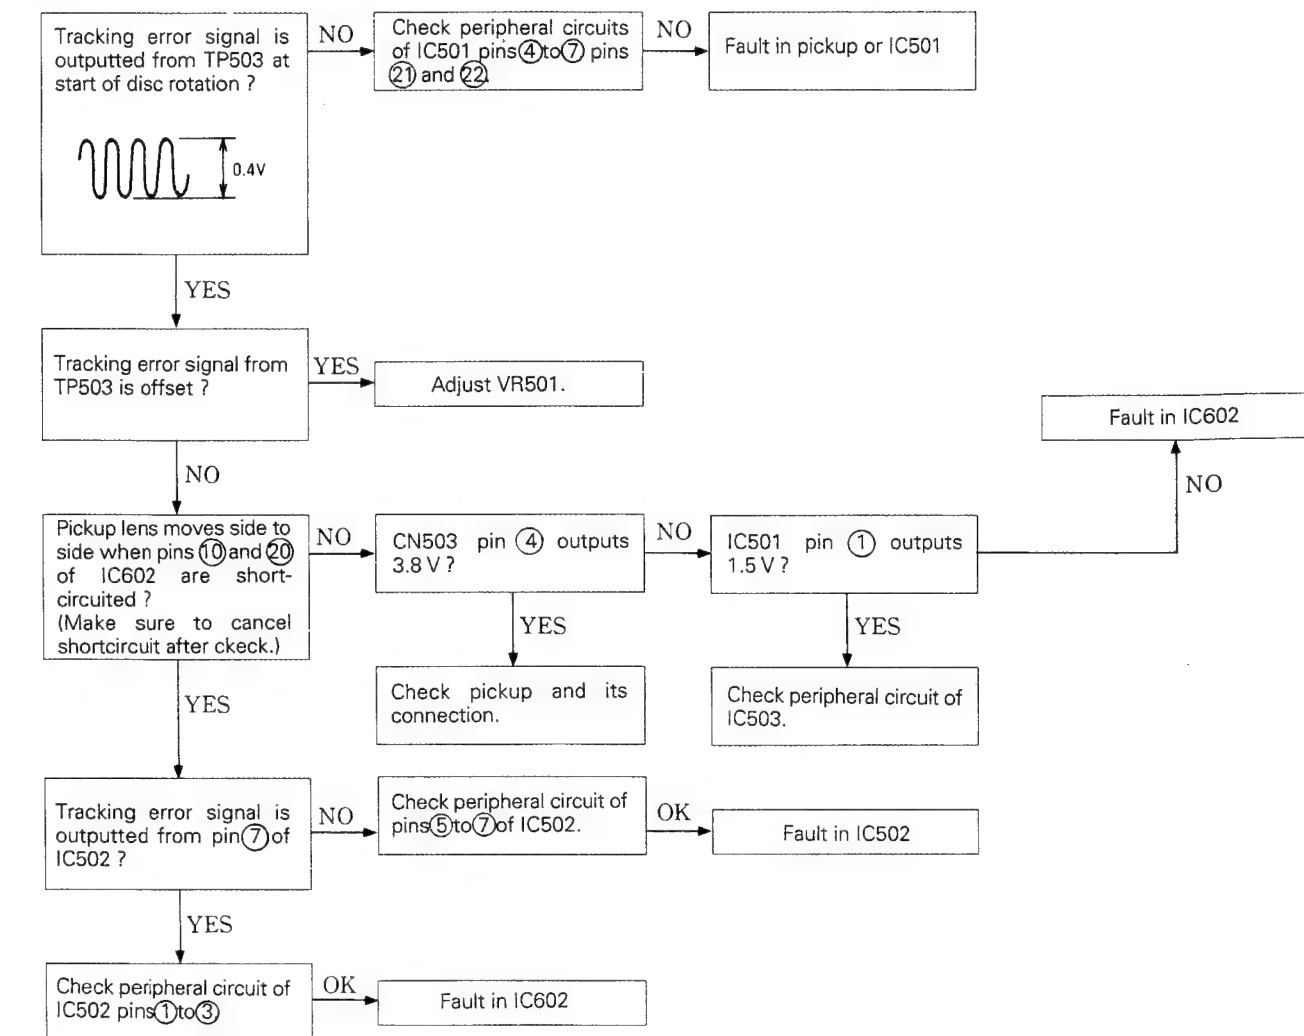 Tracking error signal is
outputted from TP503 at
start of disc rotation ?
0.4V
NO
Check peripheral circuits
of IC501 pins ④ to ⑦ pins
㉑ and ㉒.
NO
Fault in pickup or IC501
YES
Tracking error signal from
TP503 is offset ?
YES
Adjust VR501.
NO
Pickup lens moves side to
side when pins ⑩ and ⑳
of IC602 are short-
circuited ?
(Make sure to cancel
shortcircuit after ckeck.)
NO
CN503 pin ④ outputs
3.8 V ?
NO
IC501 pin ① outputs
1.5 V ?
NO
Fault in IC602
YES
Check pickup and its
connection.
YES
Check peripheral circuit of
IC503.
YES
Tracking error signal is
outputted from pin ⑦ of
IC502 ?
NO
Check peripheral circuit of
pins ⑤ to ⑦ of IC502.
OK
Fault in IC502
YES
Check peripheral circuit of
IC502 pins ① to ③
OK
Fault in IC602